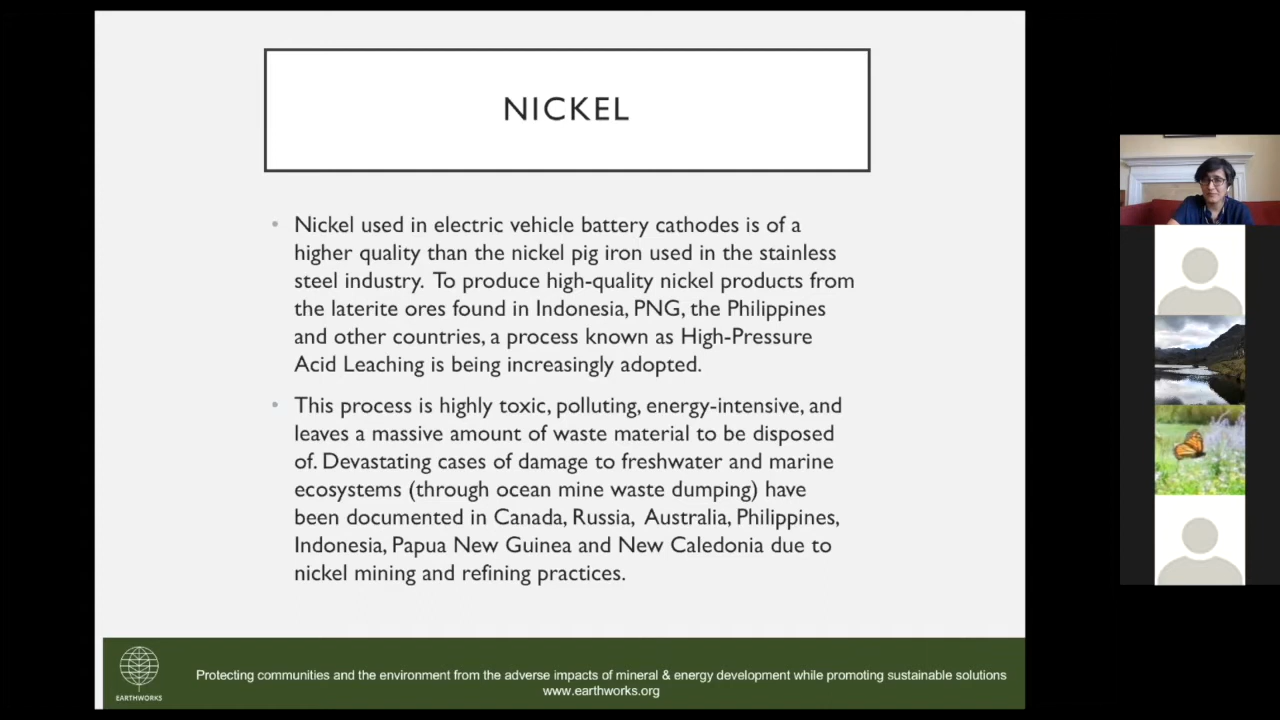 NICKEL
• Nickel used in electric vehicle battery cathodes is of a
higher quality than the nickel pig iron used in the stainless
steel industry.  To produce high-quality nickel products from
the laterite ores found in Indonesia, PNG, the Philippines
and other countries, a process known as High-Pressure
Acid Leaching is being increasingly adopted.
• This process is highly toxic, polluting, energy-intensive, and
leaves a massive amount of waste material to be disposed
of. Devastating cases of damage to freshwater and marine
ecosystems (through ocean mine waste dumping) have
been documented in Canada, Russia,  Australia, Philippines,
Indonesia, Papua New Guinea and New Caledonia due to
nickel mining and refining practices.
EARTHWORKS
Protecting communities and the environment from the adverse impacts of mineral & energy development while promoting sustainable solutions
www.earthworks.org